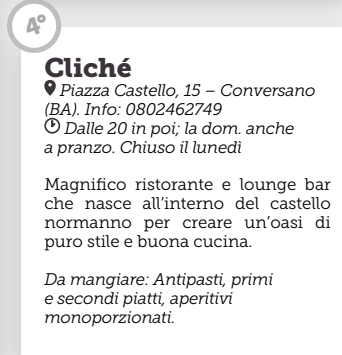 4°
Cliché
Piazza Castello, 15 – Conversano
(BA). Info: 0802462749
Dalle 20 in poi; la dom. anche
a pranzo. Chiuso il lunedì
Magnifico ristorante e lounge bar
che nasce all'interno del castello
normanno per creare un'oasi di
puro stile e buona cucina.
Da mangiare: Antipasti, primi
e secondi piatti, aperitivi
monoporzionati.